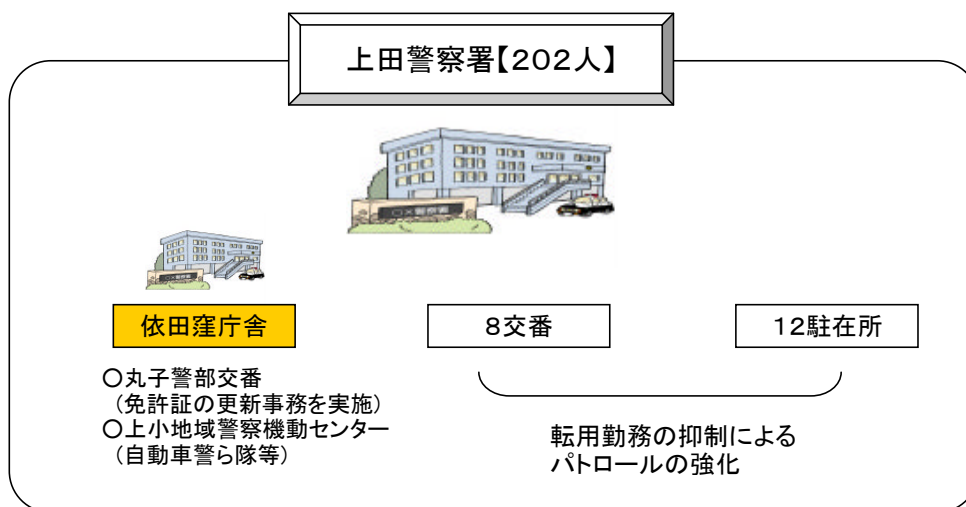 上田警察署【202人】
依田窪庁舎
8交番
12駐在所
○丸子警部交番
(免許証の更新事務を実施)
○上小地域警察機動センター
(自動車警ら隊等)
転用勤務の抑制による
パトロールの強化